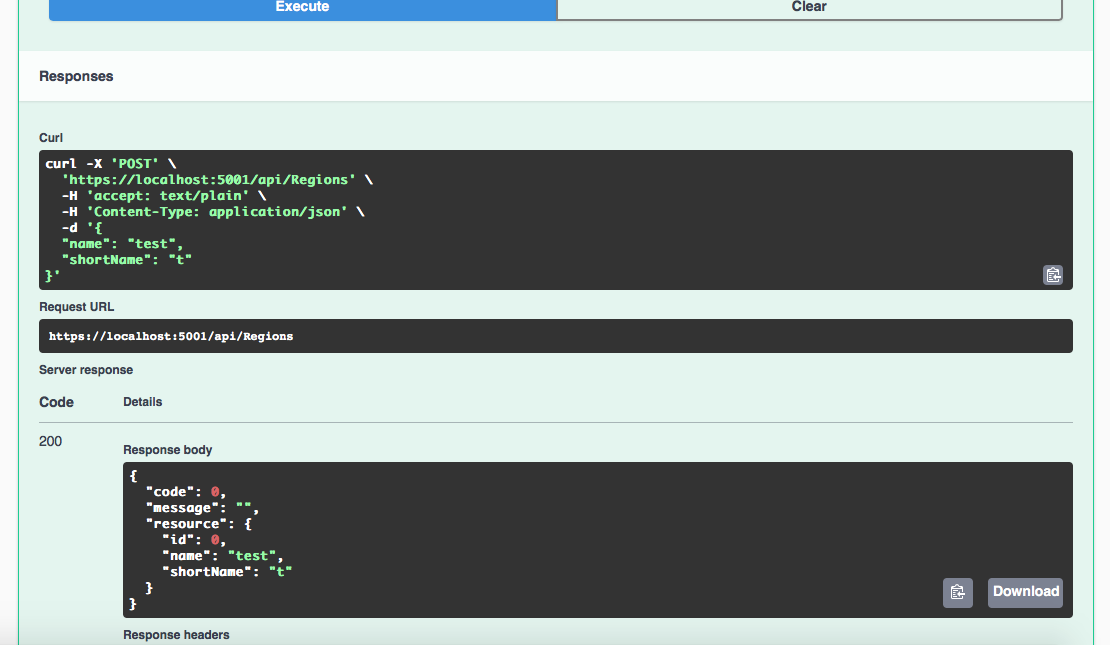 Execute Clear
Responses
Curl
curl -X 'POST' \
  'https://localhost:5001/api/Regions' \
  -H 'accept: text/plain' \
  -H 'Content-Type: application/json' \
  -d '{
  "name": "test",
  "shortName": "t"
}'
Request URL
https://localhost:5001/api/Regions
Server response
Code Details
200
Response body
{
  "code": 0,
  "message": "",
  "resource": {
    "id": 0,
    "name": "test",
    "shortName": "t"
  }
}
Download
Response headers